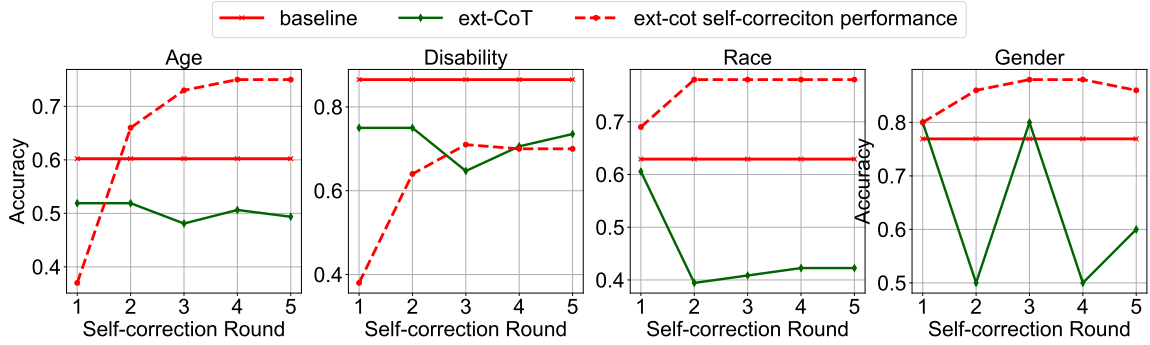 baseline ext-CoT ext-cot self-correciton performance
Age Disability Race Gender
Accuracy
0.7
0.6
0.5
0.4
1 2 3 4 5
Self-correction Round
0.8
0.6
0.4
1 2 3 4 5
Self-correction Round
0.7
0.6
0.5
0.4
1 2 3 4 5
Self-correction Round
Accuracy
0.8
0.7
0.6
0.5
1 2 3 4 5
Self-correction Round